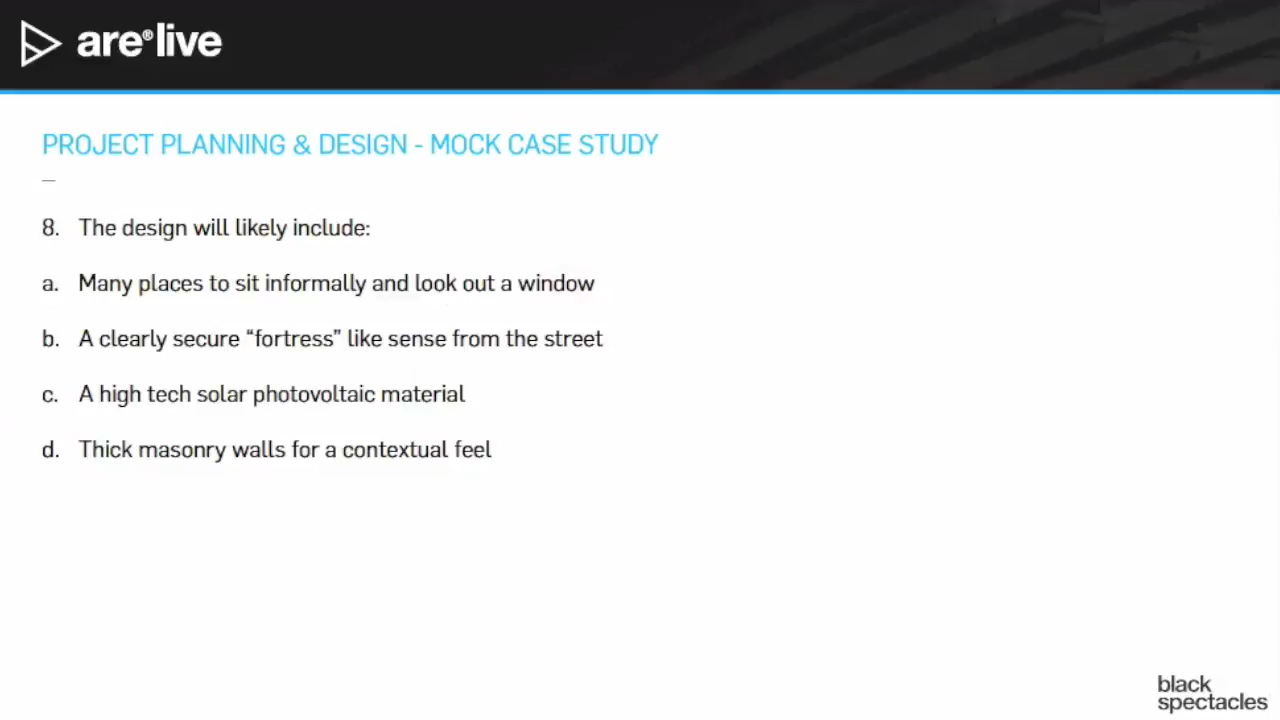 are®live
PROJECT PLANNING & DESIGN - MOCK CASE STUDY
8. The design will likely include:
a. Many places to sit informally and look out a window
b. A clearly secure “fortress” like sense from the street
c. A high tech solar photovoltaic material
d. Thick masonry walls for a contextual feel
black
spectacles